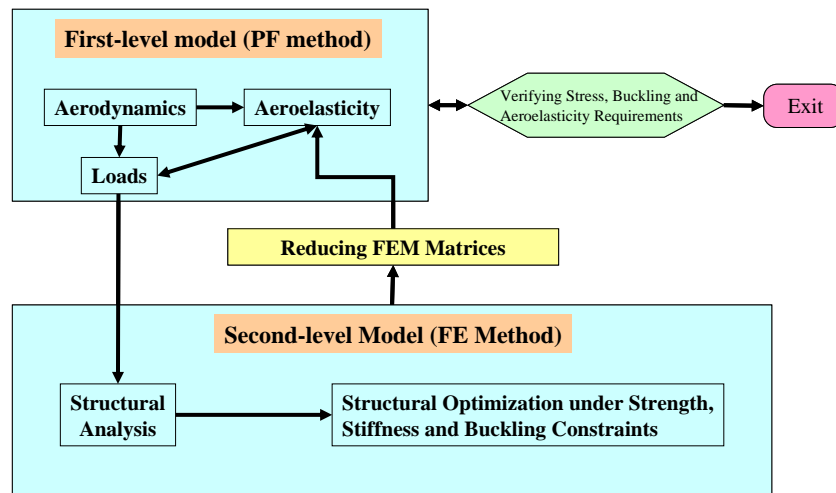 First-level model (PF method)
Aerodynamics
Aeroelasticity
Loads
Verifying Stress, Buckling and
Aeroelasticity Requirements
Exit
Reducing FEM Matrices
Second-level Model (FE Method)
Structural
Analysis
Structural Optimization under Strength,
Stiffness and Buckling Constraints